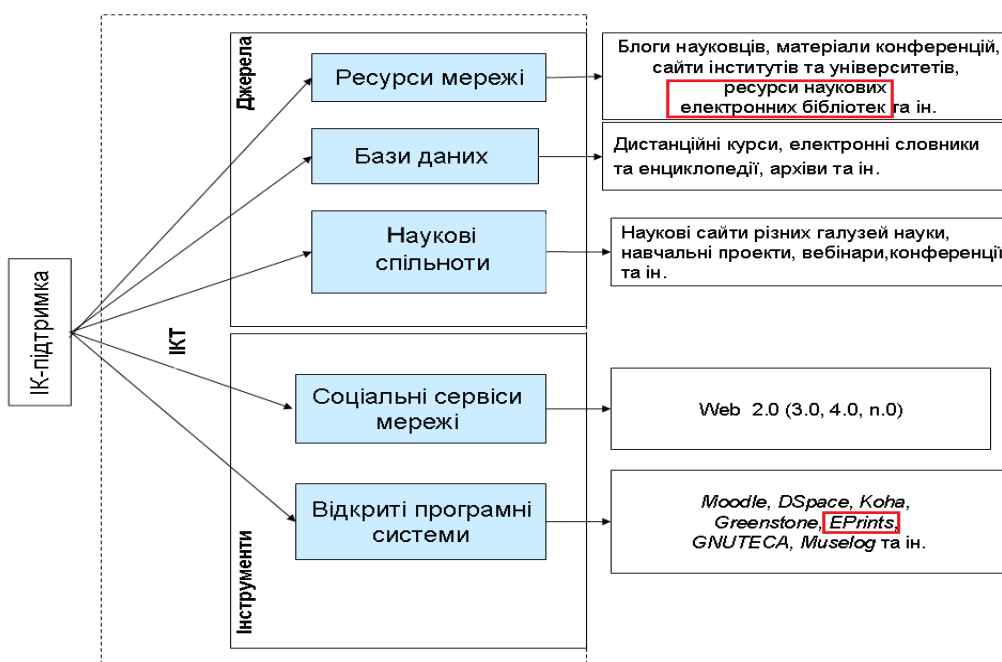 ІК-підтримка
ІКТ
Джерела
Ресурси мережі
Блоги науковців, матеріали конференцій,
сайти інститутів та університетів,
ресурси наукових
електронних бібліотек та ін.
Бази даних
Дистанційні курси, електронні словники
та енциклопедії, архіви та ін.
Наукові
спільноти
Наукові сайти різних галузей науки,
навчальні проекти, вебінари,конференції
та ін.
Інструменти
Соціальні сервіси
мережі
Web 2.0 (3.0, 4.0, n.0)
Відкриті програмні
системи
Moodle, DSpace, Koha,
Greenstone, EPrints,
GNUTECA, Muselog та ін.